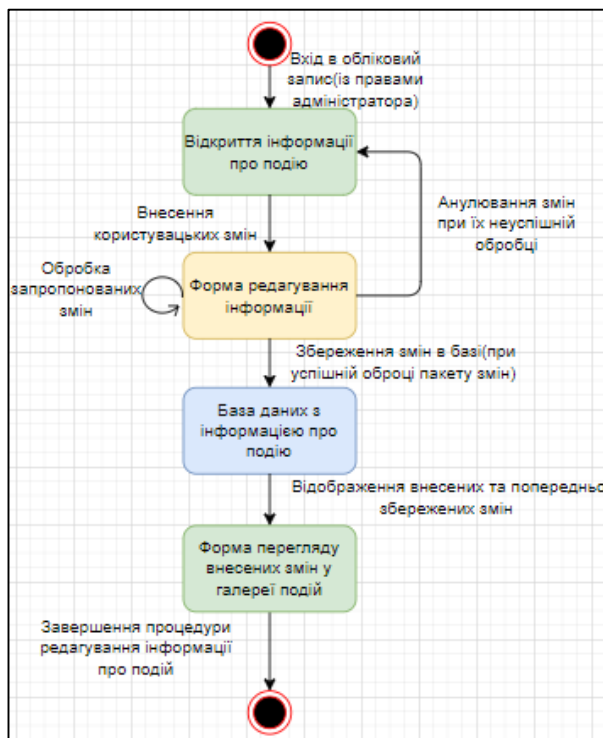 Вхід в обліковий
запис(із правами
адміністратора)
Відкриття інформації
про подію
Внесення
користувацьких змін
Анулювання змін
при їх неуспішній
обробці
Обробка
запропонованих
змін
Форма редагування
інформації
Збереження змін в базі(при
успішній оброці пакету змін)
База даних з
інформацією про
подію
Відображення внесених та попередньо
збережених змін
Форма перегляду
внесених змін у
галереї подій
Завершення процедури
редагування інформації
про подій